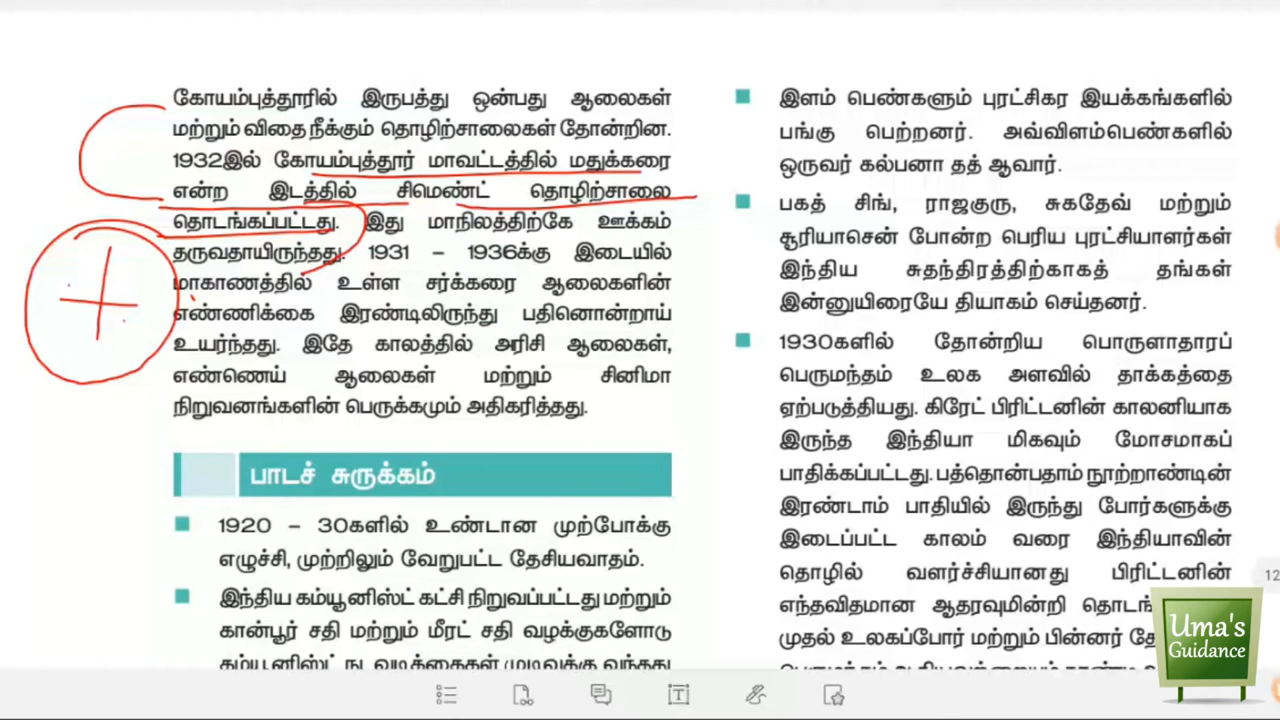 கோயம்புத்தூரில் இருபத்து ஒன்பது ஆலைகள்
மற்றும் விதை நீக்கும் தொழிற்சாலைகள் தோன்றின.
1932இல் கோயம்புத்தூர் மாவட்டத்தில் மதுக்கரை
என்ற இடத்தில் சிமெண்ட் தொழிற்சாலை
தொடங்கப்பட்டது. இது மாநிலத்திற்கே ஊக்கம்
தருவதாயிருந்தது. 1931 – 1936க்கு இடையில்
மாகாணத்தில் உள்ள சர்க்கரை ஆலைகளின்
எண்ணிக்கை இரண்டிலிருந்து பதினொன்றாய்
உயர்ந்தது. இதே காலத்தில் அரிசி ஆலைகள்,
எண்ணெய் ஆலைகள் மற்றும் சினிமா
நிறுவனங்களின் பெருக்கமும் அதிகரித்தது.
பாடச் சுருக்கம்
1920 – 30களில் உண்டான முற்போக்கு
எழுச்சி, முற்றிலும் வேறுபட்ட தேசியவாதம்.
இந்திய கம்யூனிஸ்ட் கட்சி நிறுவப்பட்டது மற்றும்
கான்பூர் சதி மற்றும் மீரட் சதி வழக்குகளோடு
கம்யூனிஸ்ட் நடவடிக்கைகள் முடிவுக்கு வந்தது
இளம் பெண்களும் புரட்சிகர இயக்கங்களில்
பங்கு பெற்றனர். அவ்விளம்பெண்களில்
ஒருவர் கல்பனா தத் ஆவார்.
பகத் சிங், ராஜகுரு, சுகதேவ் மற்றும்
சூரியாசென் போன்ற பெரிய புரட்சியாளர்கள்
இந்திய சுதந்திரத்திற்காகத் தங்கள்
இன்னுயிரையே தியாகம் செய்தனர்.
1930களில் தோன்றிய பொருளாதாரப்
பெருமந்தம் உலக அளவில் தாக்கத்தை
ஏற்படுத்தியது. கிரேட் பிரிட்டனின் காலனியாக
இருந்த இந்தியா மிகவும் மோசமாகப்
பாதிக்கப்பட்டது. பத்தொன்பதாம் நூற்றாண்டின்
இரண்டாம் பாதியில் இருந்து போர்களுக்கு
இடைப்பட்ட காலம் வரை இந்தியாவின்
தொழில் வளர்ச்சியானது பிரிட்டனின்
எந்தவிதமான ஆதரவுமின்றி
முதல் உலகப்போர் மற்றும் பின்னர்
12
Uma's
Guidance